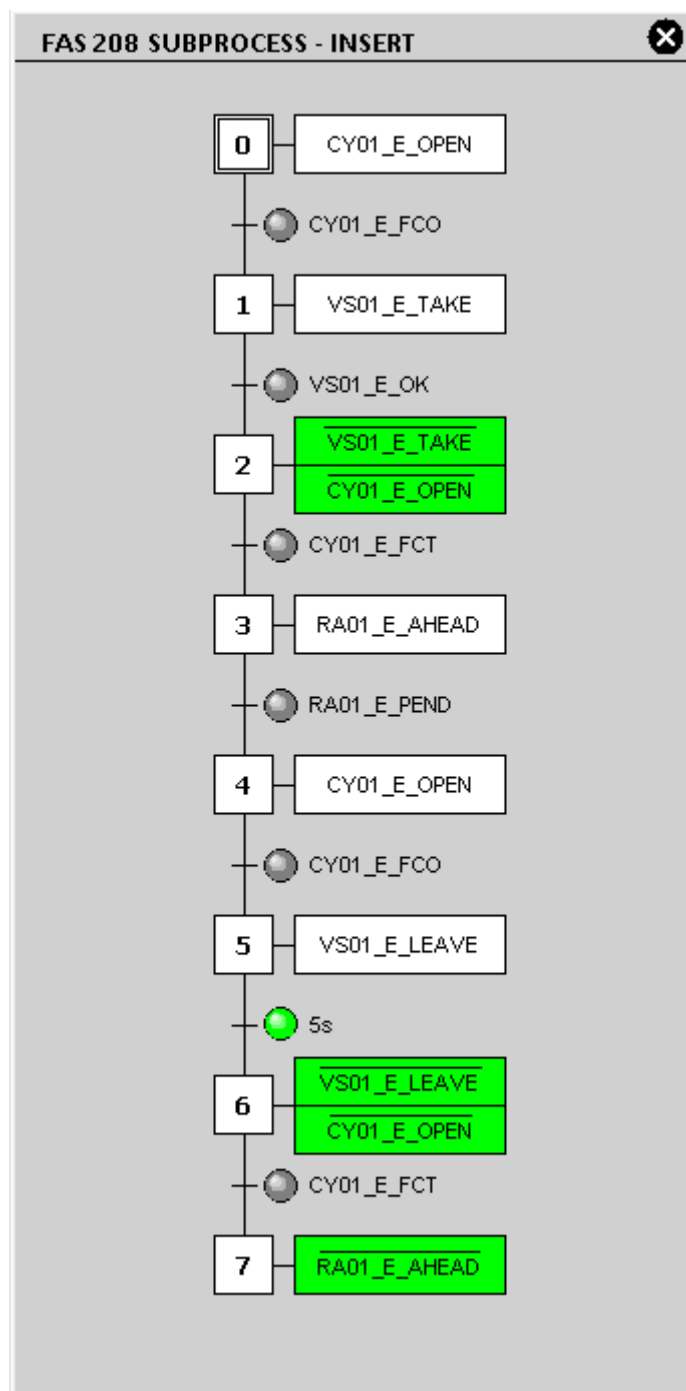 FAS 208 SUBPROCESS - INSERT
0 CY01_E_OPEN
CY01_E_FCO
1 VS01_E_TAKE
VS01_E_OK
VS01_E_TAKE
2
CY01_E_OPEN
CY01_E_FCT
3 RA01_E_AHEAD
RA01_E_PEND
4 CY01_E_OPEN
CY01_E_FCO
5 VS01_E_LEAVE
5s
VS01_E_LEAVE
6
CY01_E_OPEN
CY01_E_FCT
7 RA01_E_AHEAD